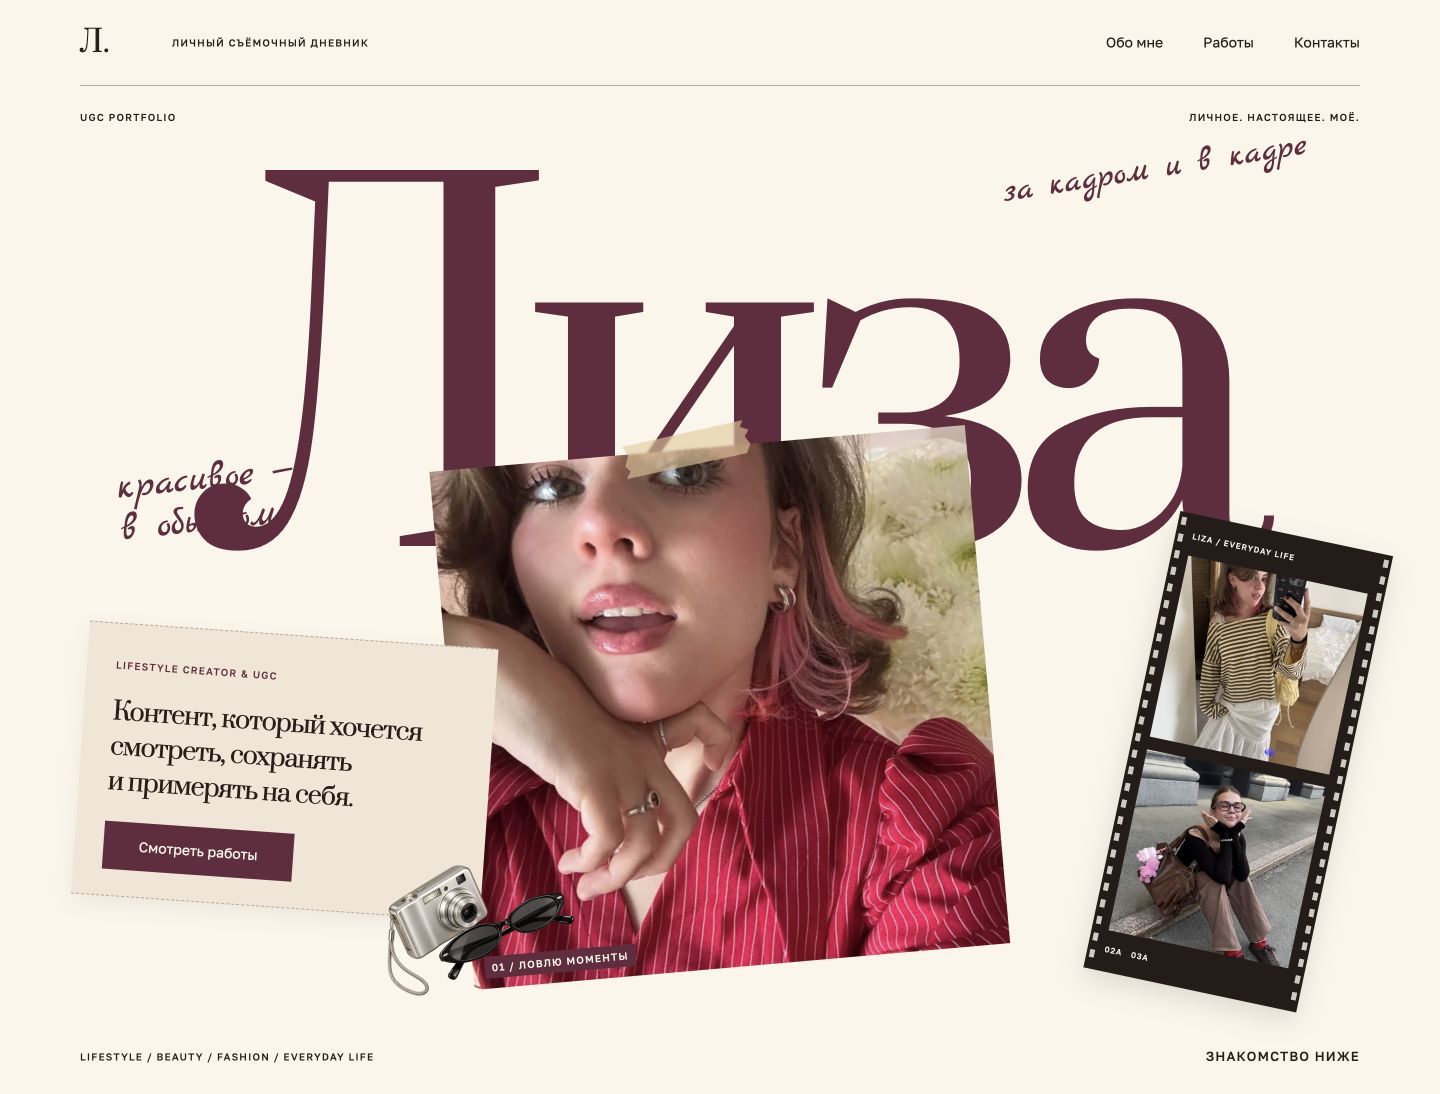 Л.
ЛИЧНЫЙ СЪЁМОЧНЫЙ ДНЕВНИК
Обо мне
Работы
Контакты
UGC PORTFOLIO
ЛИЧНОЕ. НАСТОЯЩЕЕ. МОЁ.
за кадром и в кадре
Лиза
красивое —
в
LIZA / EVERYDAY LIFE
LIFESTYLE CREATOR & UGC
Контент, который хочется
смотреть, сохранять
и примерять на себя.
Смотреть работы
01 / ЛОВЛЮ МОМЕНТЫ
02A 03A
LIFESTYLE / BEAUTY / FASHION / EVERYDAY LIFE
ЗНАКОМСТВО НИЖЕ